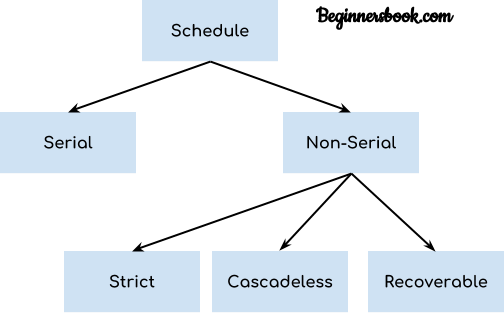 Beginnersbook.com
Schedule
Serial
Non-Serial
Strict
Cascadeless
Recoverable